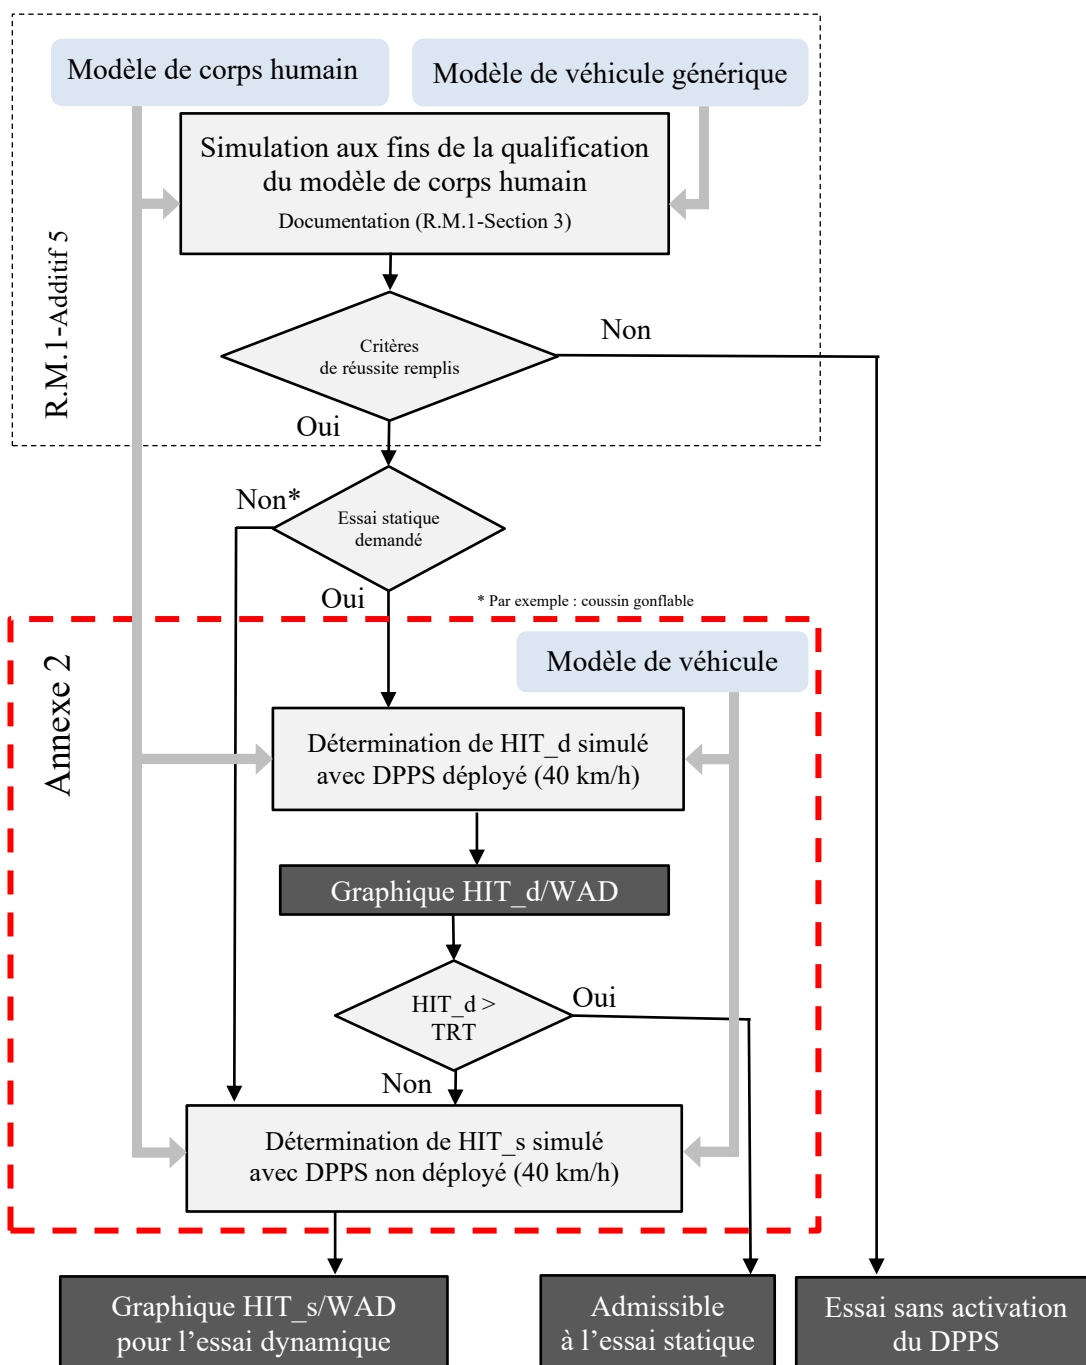 Modèle de corps humain
Modèle de véhicule générique
Simulation aux fins de la qualification
du modèle de corps humain
Documentation (R.M.1-Section 3)
R.M.1-Additif 5
Critères
de réussite remplis
Non
Oui
Non*
Essai statique
demandé
Oui
* Par exemple : coussin gonflable
Annexe 2
Modèle de véhicule
Détermination de HIT_d simulé
avec DPPS déployé (40 km/h)
Graphique HIT_d/WAD
HIT_d >
TRT
Oui
Non
Détermination de HIT_s simulé
avec DPPS non déployé (40 km/h)
Graphique HIT_s/WAD
pour l’essai dynamique
Admissible
à l’essai statique
Essai sans activation
du DPPS